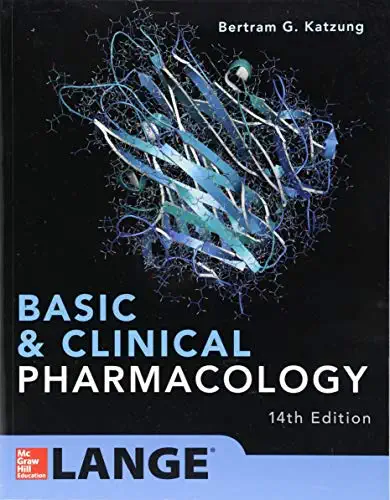 Bertram G. Katzung
BASIC
& CLINICAL
PHARMACOLOGY
14th Edition
Mc
Graw
Hill
Education
LANGE®